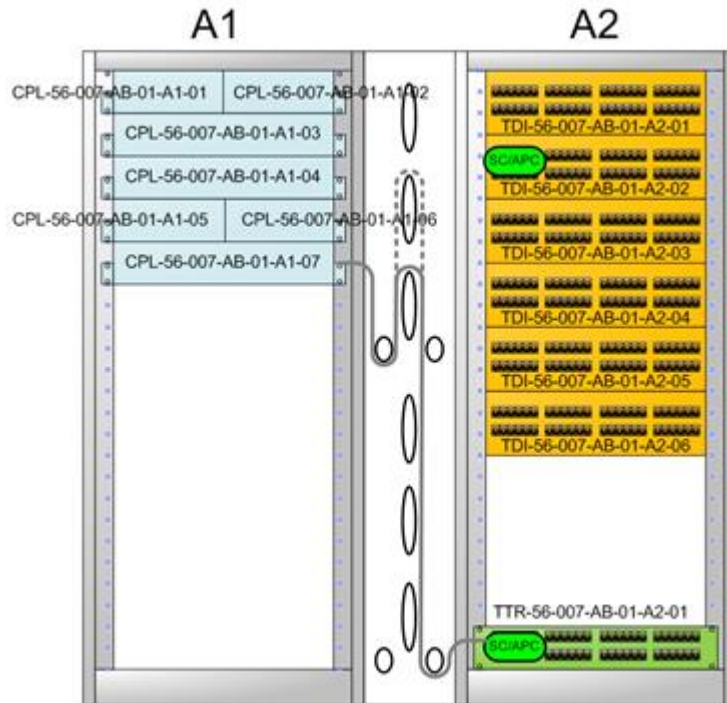 A1 A2
CPL-56-007-AB-01-A1-01 CPL-56-007-AB-01-A1-02
CPL-56-007-AB-01-A1-03
CPL-56-007-AB-01-A1-04
CPL-56-007-AB-01-A1-05 CPL-56-007-AB-01-A1-06
CPL-56-007-AB-01-A1-07
TDI-56-007-AB-01-A2-01
SC/APC
TDI-56-007-AB-01-A2-02
TDI-56-007-AB-01-A2-03
TDI-56-007-AB-01-A2-04
TDI-56-007-AB-01-A2-05
TDI-56-007-AB-01-A2-06
TTR-56-007-AB-01-A2-01
SC/APC